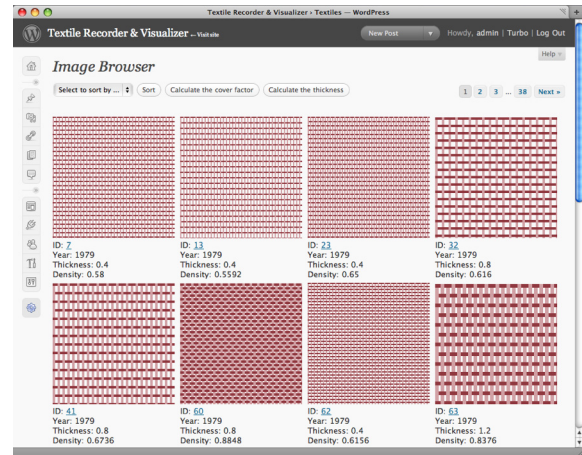 Textile Recorder & Visualizer › Textiles — WordPress
Textile Recorder & Visualizer ← Visit site
New Post
Howdy, admin | Turbo | Log Out
Help
Image Browser
Select to sort by ...
Sort
Calculate the cover factor
Calculate the thickness
1 2 3 ... 38 Next »
ID: 7
Year: 1979
Thickness: 0.4
Density: 0.58
ID: 13
Year: 1979
Thickness: 0.4
Density: 0.5592
ID: 23
Year: 1979
Thickness: 0.4
Density: 0.65
ID: 32
Year: 1979
Thickness: 0.8
Density: 0.616
ID: 41
Year: 1979
Thickness: 0.8
Density: 0.6736
ID: 60
Year: 1979
Thickness: 0.8
Density: 0.8848
ID: 62
Year: 1979
Thickness: 0.4
Density: 0.6156
ID: 63
Year: 1979
Thickness: 1.2
Density: 0.8376